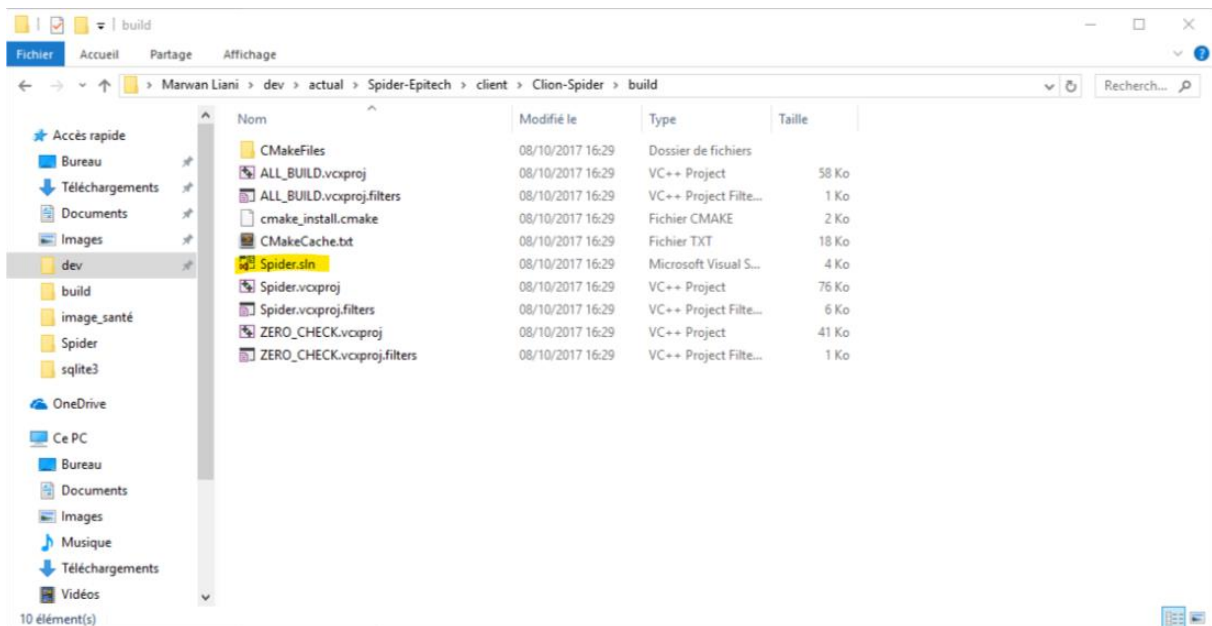 build
Fichier Accueil Partage Affichage
Marwan Liani > dev > actual > Spider-Epitech > client > Clion-Spider > build
Recherch...
Nom Modifié le Type Taille
CMakeFiles 08/10/2017 16:29 Dossier de fichiers
ALL_BUILD.vcxproj 08/10/2017 16:29 VC++ Project 58 Ko
ALL_BUILD.vcxproj.filters 08/10/2017 16:29 VC++ Project Filte... 1 Ko
cmake_install.cmake 08/10/2017 16:29 Fichier CMAKE 2 Ko
CMakeCache.txt 08/10/2017 16:29 Fichier TXT 18 Ko
Spider.sln 08/10/2017 16:29 Microsoft Visual S... 4 Ko
Spider.vcxproj 08/10/2017 16:29 VC++ Project 76 Ko
Spider.vcxproj.filters 08/10/2017 16:29 VC++ Project Filte... 6 Ko
ZERO_CHECK.vcxproj 08/10/2017 16:29 VC++ Project 41 Ko
ZERO_CHECK.vcxproj.filters 08/10/2017 16:29 VC++ Project Filte... 1 Ko
Accès rapide
Bureau
Téléchargements
Documents
Images
dev
build
image_santé
Spider
sqlite3
OneDrive
Ce PC
Bureau
Documents
Images
Musique
Téléchargements
Vidéos
10 élément(s)